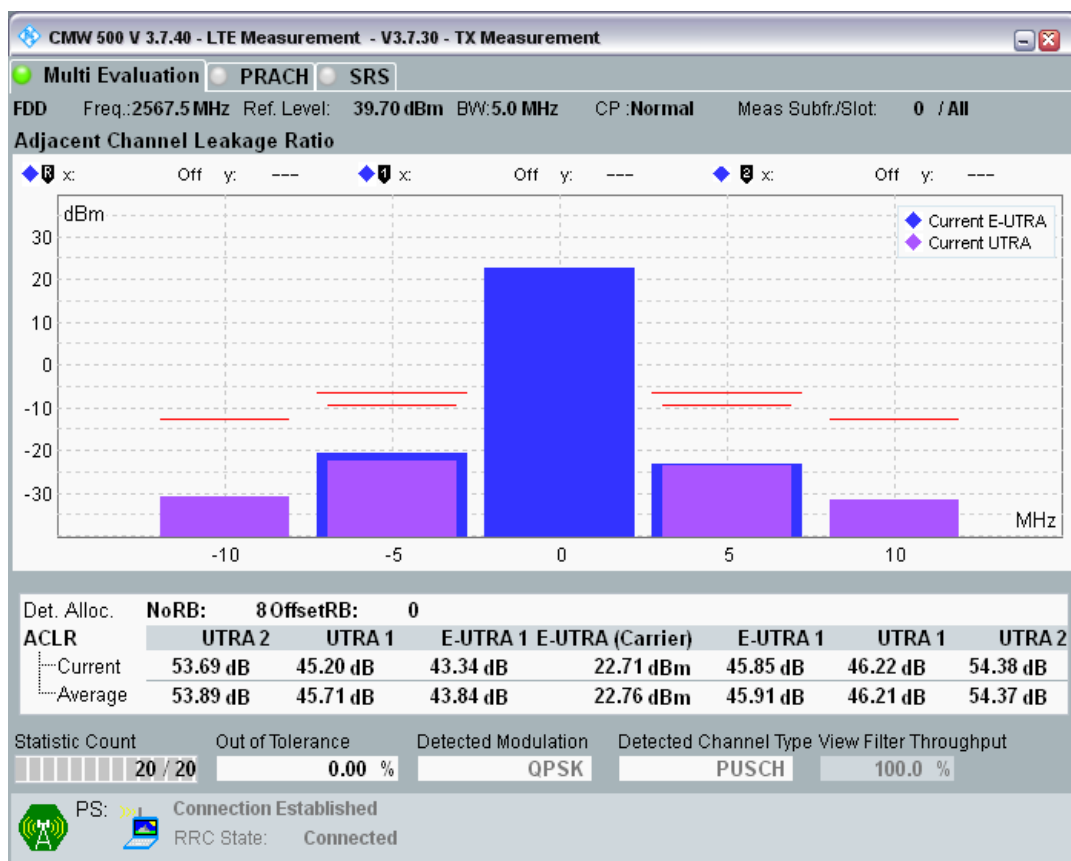 CMW 500 V 3.7.40 - LTE Measurement - V3.7.30 - TX Measurement
Multi Evaluation PRACH SRS
FDD Freq.:2567.5 MHz Ref. Level: 39.70 dBm BW:5.0 MHz CP :Normal Meas Subfr./Slot: 0 / All
Adjacent Channel Leakage Ratio
R x: Off y: --- 1 x: Off y: --- 2 x: Off y: ---
dBm
Current E-UTRA
Current UTRA
30
20
10
0
-10
-20
-30
MHz
-10 -5 0 5 10
Det. Alloc. NoRB: 8 OffsetRB: 0
ACLR UTRA 2 UTRA 1 E-UTRA 1 E-UTRA (Carrier) E-UTRA 1 UTRA 1 UTRA 2
Current 53.69 dB 45.20 dB 43.34 dB 22.71 dBm 45.85 dB 46.22 dB 54.38 dB
Average 53.89 dB 45.71 dB 43.84 dB 22.76 dBm 45.91 dB 46.21 dB 54.37 dB
Statistic Count Out of Tolerance Detected Modulation Detected Channel Type View Filter Throughput
20 / 20 0.00 % QPSK PUSCH 100.0 %
PS: Connection Established
RRC State: Connected